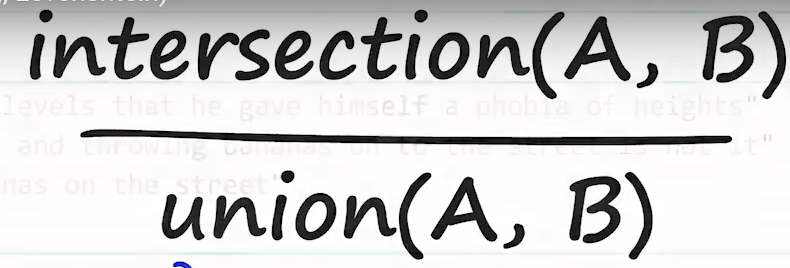 intersection(A, B)
levels that he gave himself a phobia of heights"
and throwing bananas on to the street is not it"
nas on the street"
union(A, B)